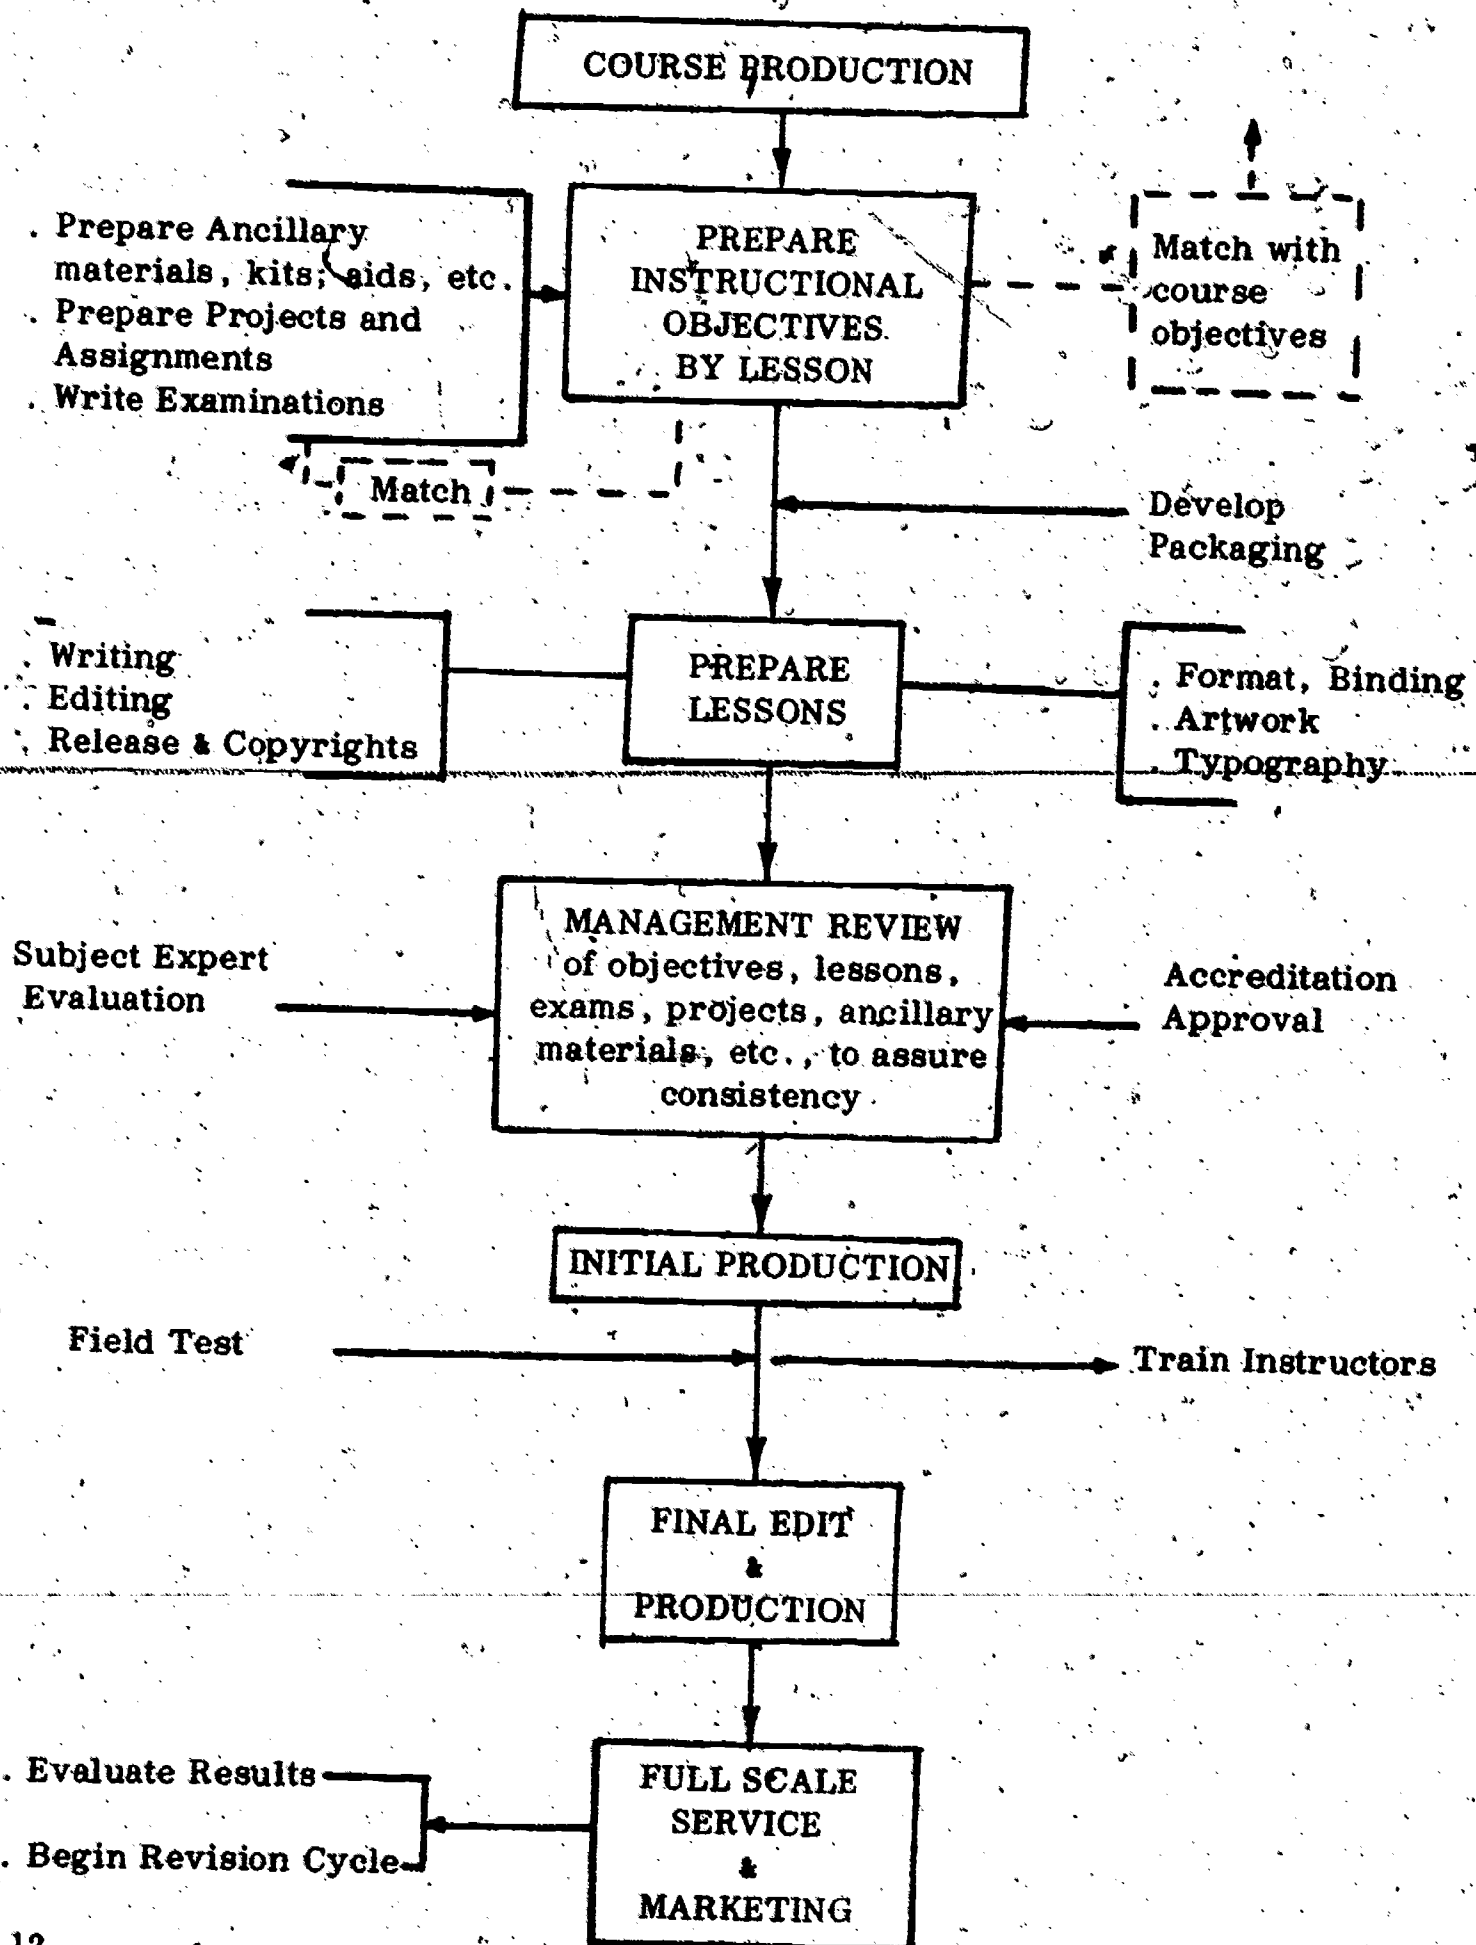 COURSE PRODUCTION
. Prepare Ancillary
materials, kits, aids, etc.
. Prepare Projects and
Assignments
. Write Examinations
PREPARE
INSTRUCTIONAL
OBJECTIVES
BY LESSON
Match with
course
objectives
Match
Develop
Packaging
. Writing
. Editing
. Release & Copyrights
PREPARE
LESSONS
. Format, Binding
. Artwork
. Typography
Subject Expert
Evaluation
MANAGEMENT REVIEW
of objectives, lessons,
exams, projects, ancillary
materials, etc., to assure
consistency
Accreditation
Approval
INITIAL PRODUCTION
Field Test
Train Instructors
FINAL EDIT
&
PRODUCTION
. Evaluate Results
. Begin Revision Cycle
FULL SCALE
SERVICE
&
MARKETING
12